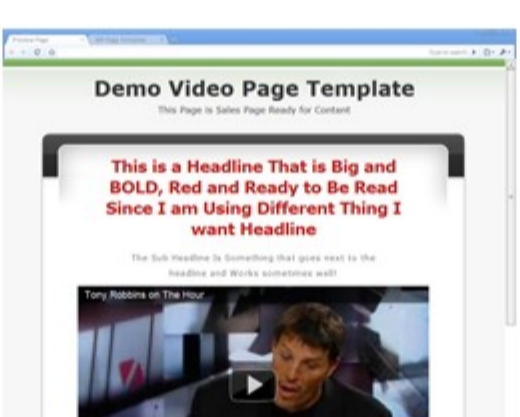 Preview Page
Demo Video Page Template
This Page is Sales Page Ready for Content
This is a Headline That is Big and
BOLD, Red and Ready to Be Read
Since I am Using Different Thing I
want Headline
The Sub Headline Is Something that goes next to the
headline and Works sometimes well!
Tony Robbins on The Hour